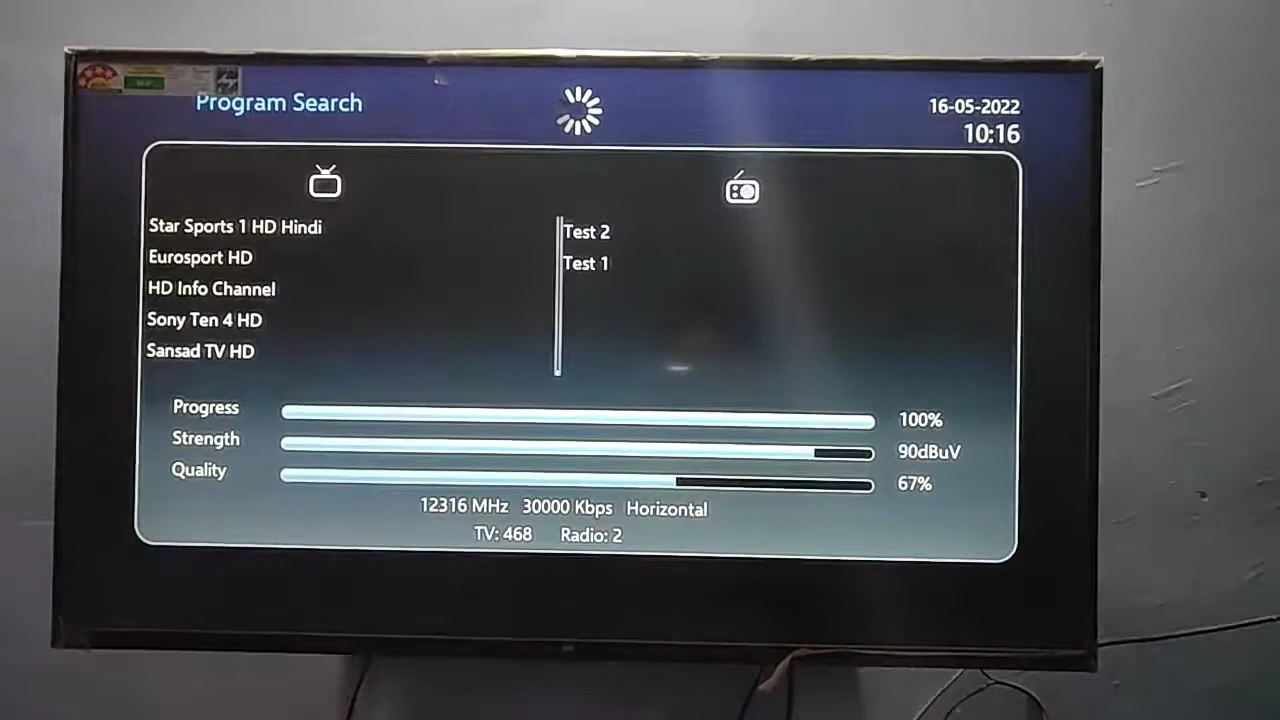 Program Search
16-05-2022
10:16
Star Sports 1 HD Hindi
Eurosport HD
HD Info Channel
Sony Ten 4 HD
Sansad TV HD
Test 2
Test 1
Progress 100%
Strength 90dBuV
Quality 67%
12316 MHz 30000 Kbps Horizontal
TV: 468 Radio: 2